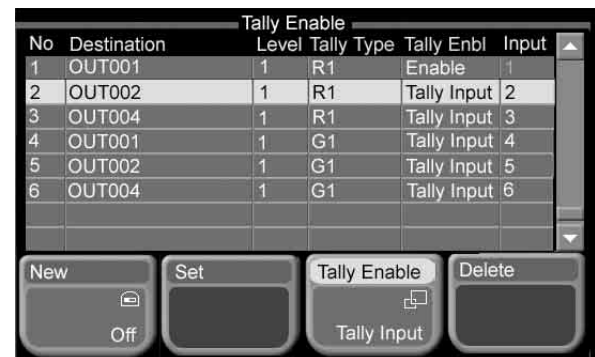 Tally Enable
No Destination Level Tally Type Tally Enbl Input
1 OUT001 1 R1 Enable 1
2 OUT002 1 R1 Tally Input 2
3 OUT004 1 R1 Tally Input 3
4 OUT001 1 G1 Tally Input 4
5 OUT002 1 G1 Tally Input 5
6 OUT004 1 G1 Tally Input 6
New Set Tally Enable Delete
Off Tally Input